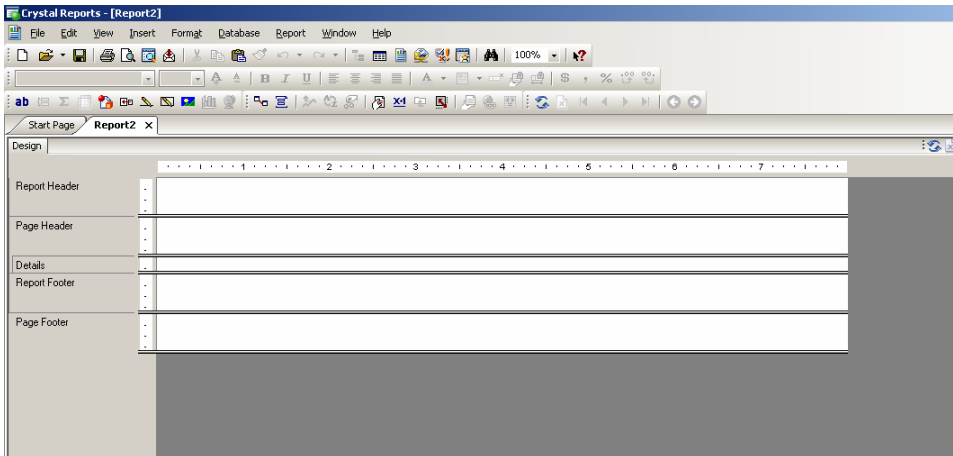 Crystal Reports - [Report2]
File Edit View Insert Format Database Report Window Help
100%
B I U A $ , %
ab Σ
Start Page Report2 x
Design
1 2 3 4 5 6 7
Report Header
Page Header
Details
Report Footer
Page Footer